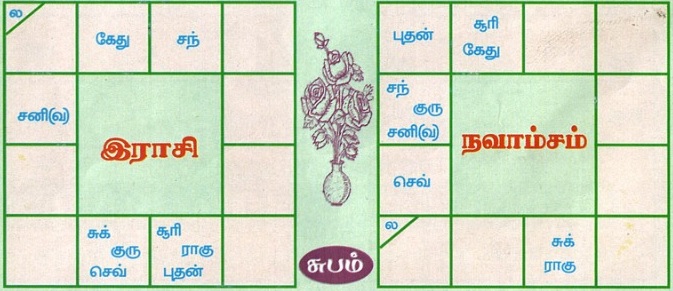 ல
கேது
சந்
சனி(வ)
இராசி
சுக்
குரு
செவ்
சூரி
ராகு
புதன்
சுபம்
புதன்
சூரி
கேது
சந்
குரு
சனி(வ)
நவாம்சம்
செவ்
ல
சுக்
ராகு